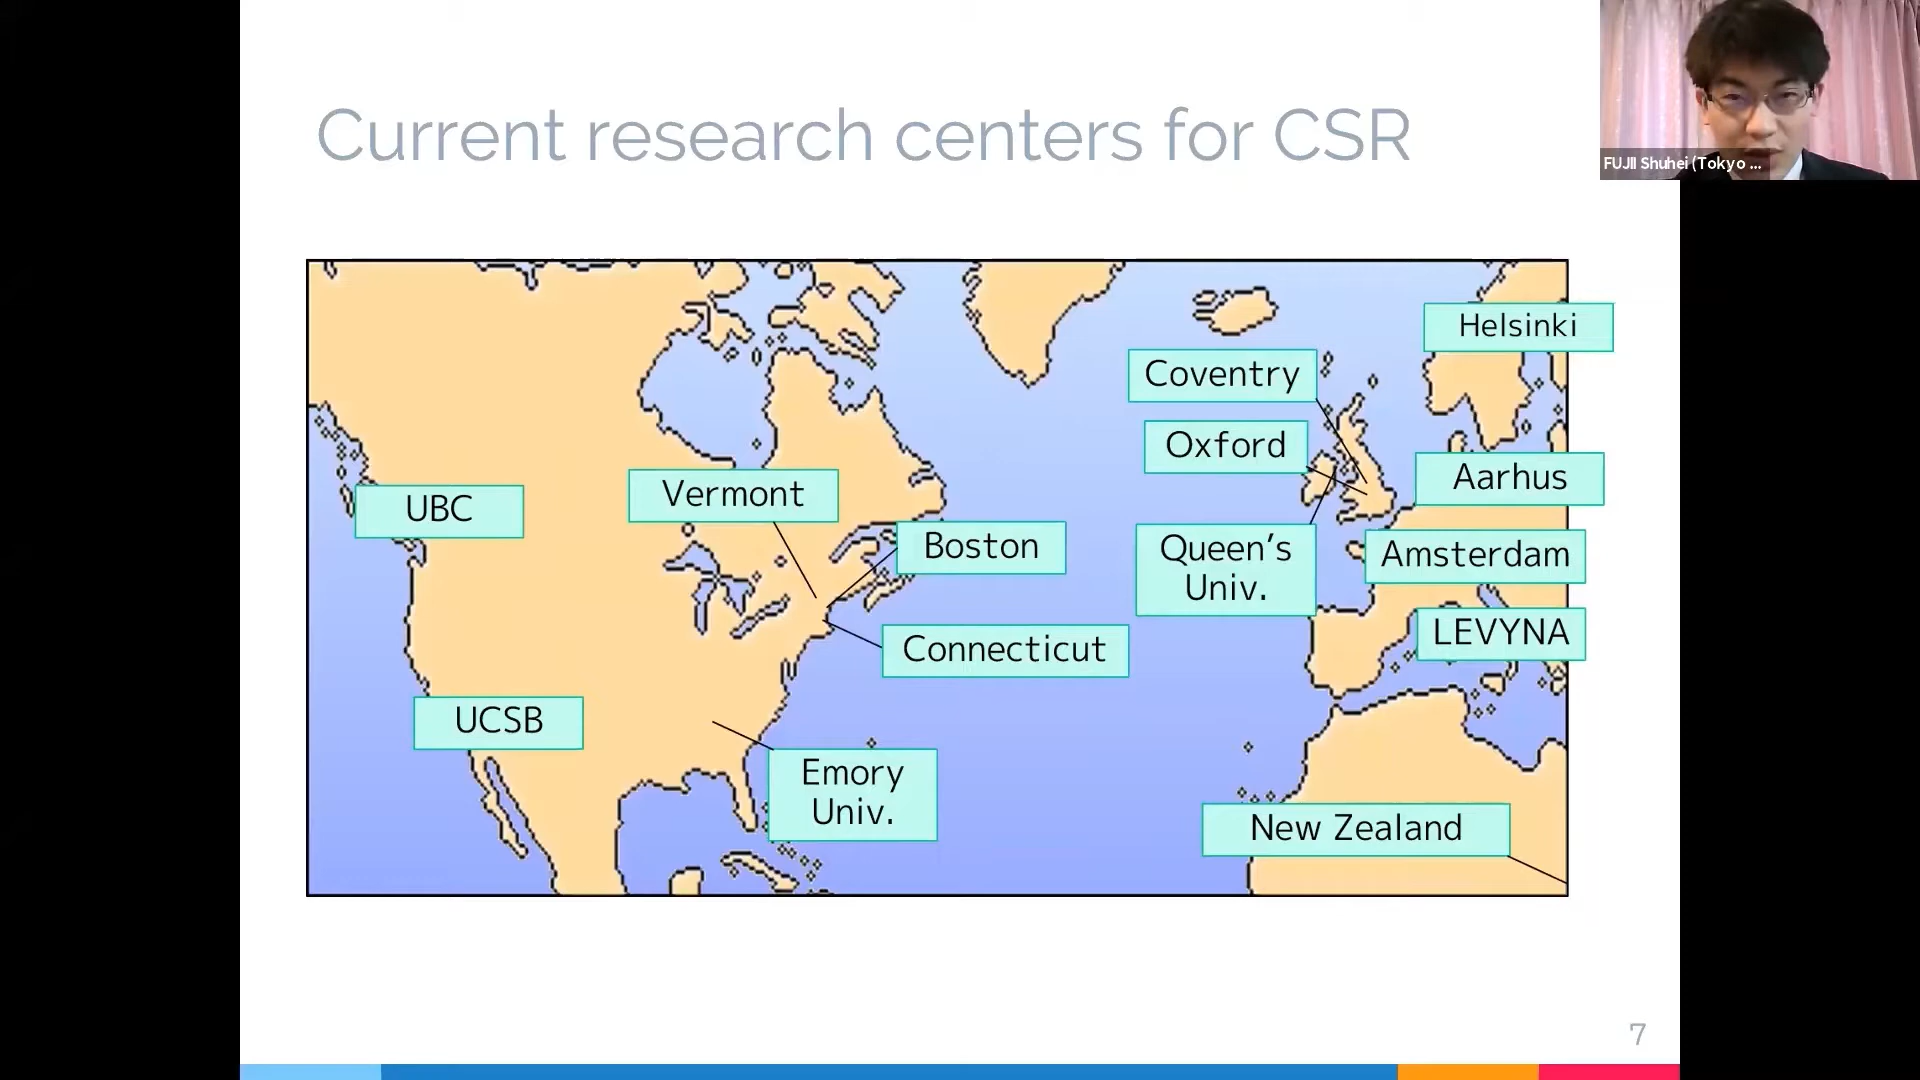 Current research centers for CSR
FUJII Shuhei (Tokyo ...
Helsinki
Coventry
Oxford
Aarhus
UBC
Vermont
Boston
Queen's
Univ.
Amsterdam
LEVYNA
Connecticut
UCSB
Emory
Univ.
New Zealand
7